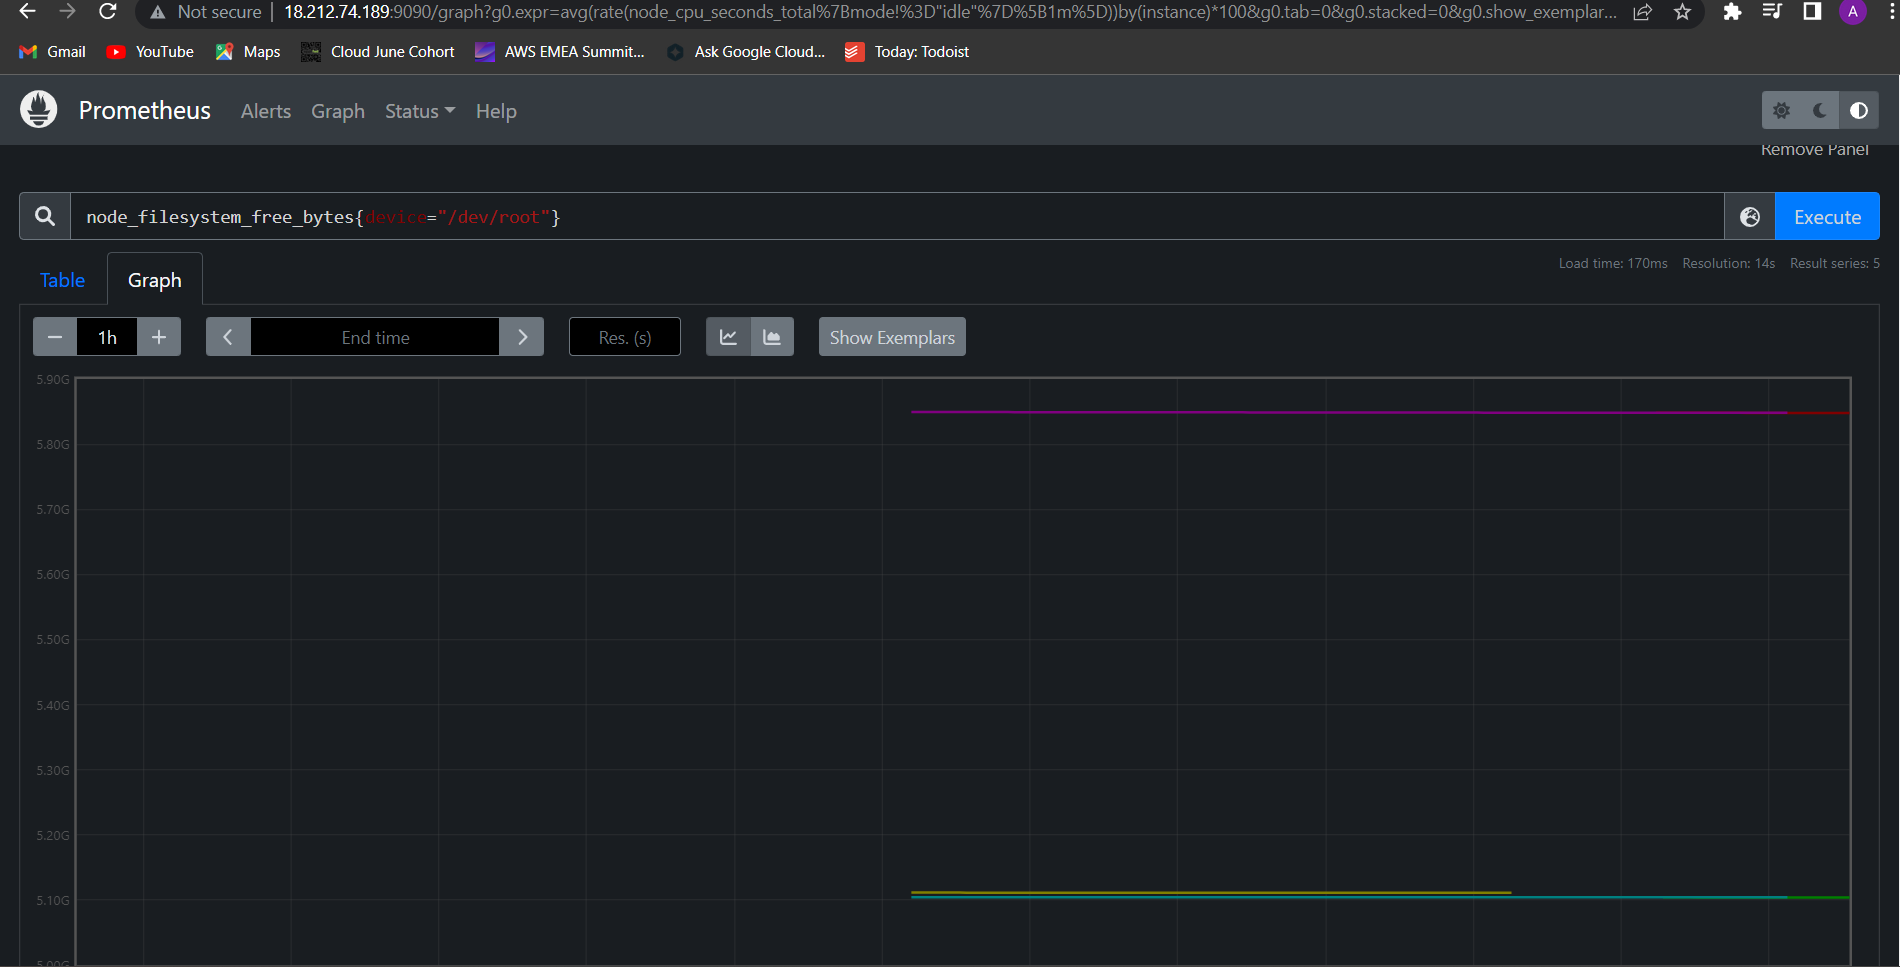 Not secure | 18.212.74.189:9090/graph?g0.expr=avg(rate(node_cpu_seconds_total%7Bmode!%3D"idle"%7D%5B1m%5D))by(instance)*100&g0.tab=0&g0.stacked=0&g0.show_exemplar... A
Gmail YouTube Maps Cloud June Cohort AWS EMEA Summit... Ask Google Cloud... Today: Todoist
Prometheus Alerts Graph Status Help
Remove Panel
node_filesystem_free_bytes{device="/dev/root"} Execute
Load time: 170ms Resolution: 14s Result series: 5
Table Graph
− 1h + End time Res. (s) Show Exemplars
5.90G
5.80G
5.70G
5.60G
5.50G
5.40G
5.30G
5.20G
5.10G
5.00G